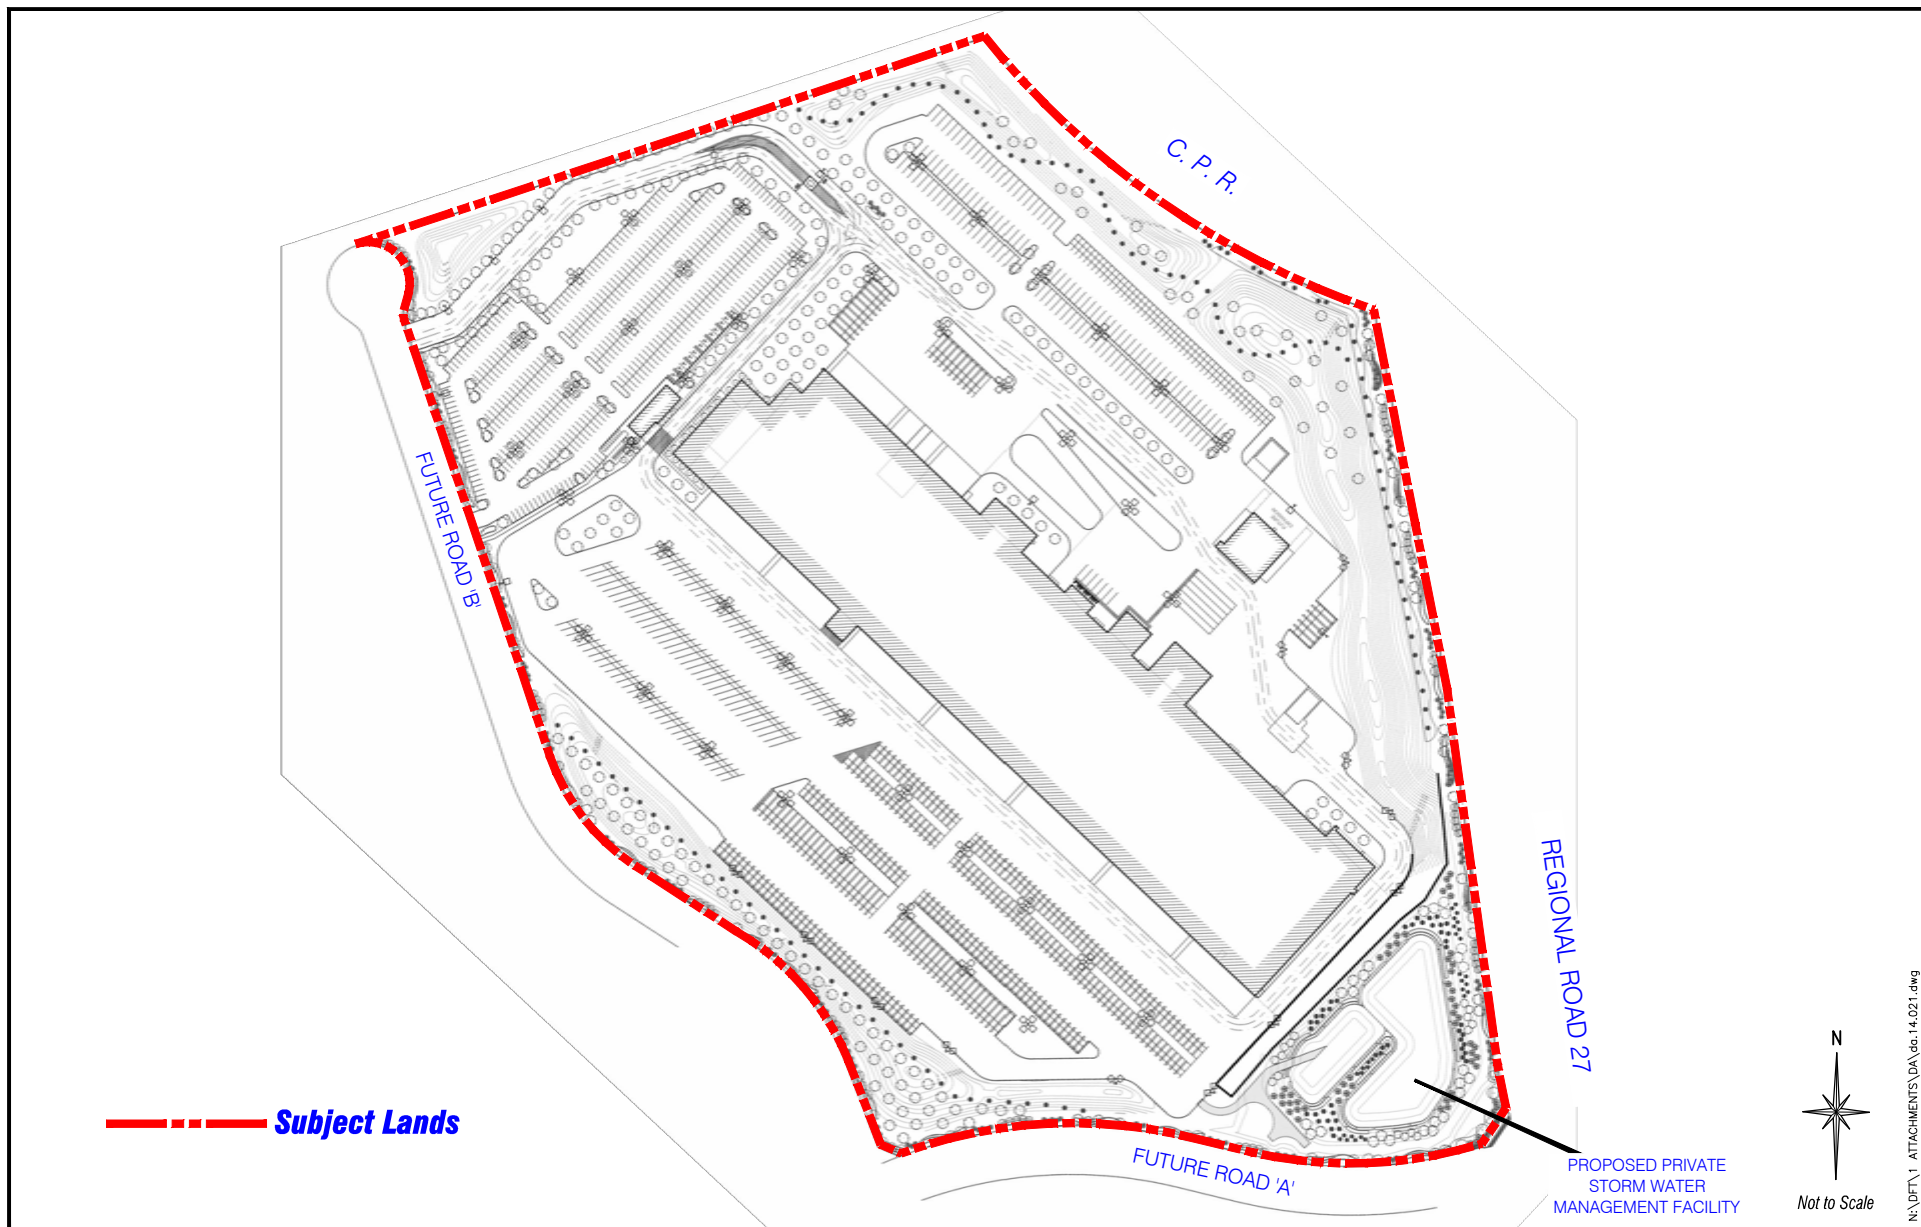 C. P. R.
FUTURE ROAD 'B'
REGIONAL ROAD 27
FUTURE ROAD 'A'
Subject Lands
PROPOSED PRIVATE
STORM WATER
MANAGEMENT FACILITY
N
Not to Scale
N:\DFT\1 ATTACHMENTS\DA\da.14.021.dwg